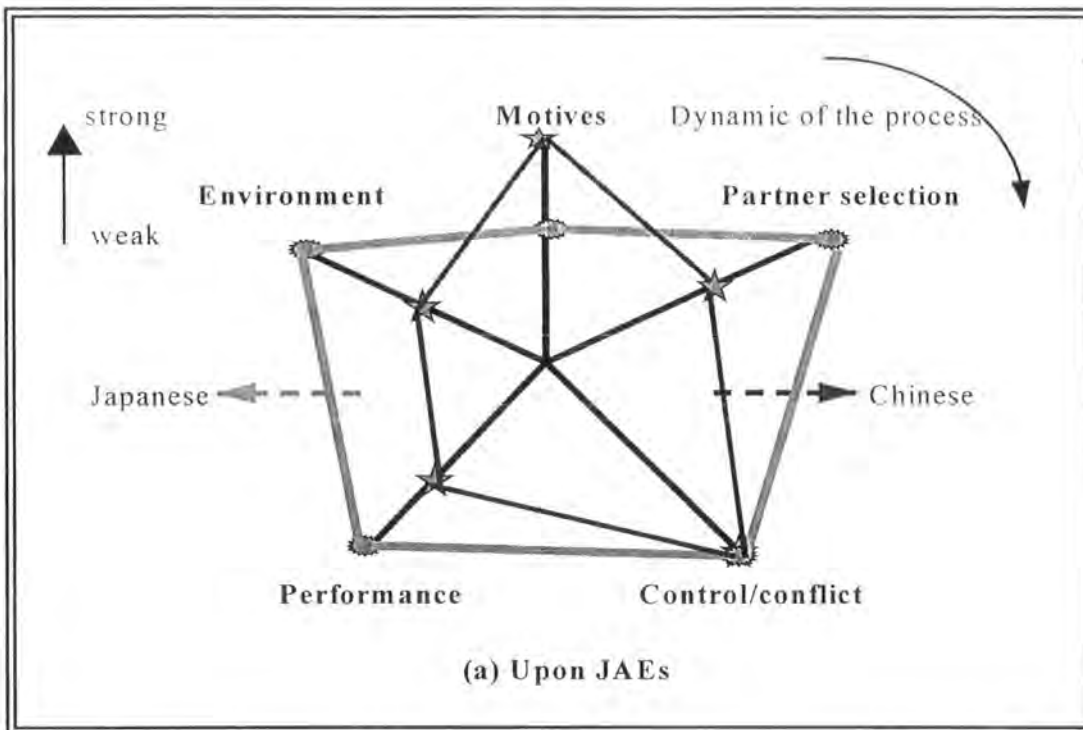 strong
Motives
Dynamic of the process
Environment
Partner selection
weak
Japanese
Chinese
Performance
Control/conflict
(a) Upon JAEs